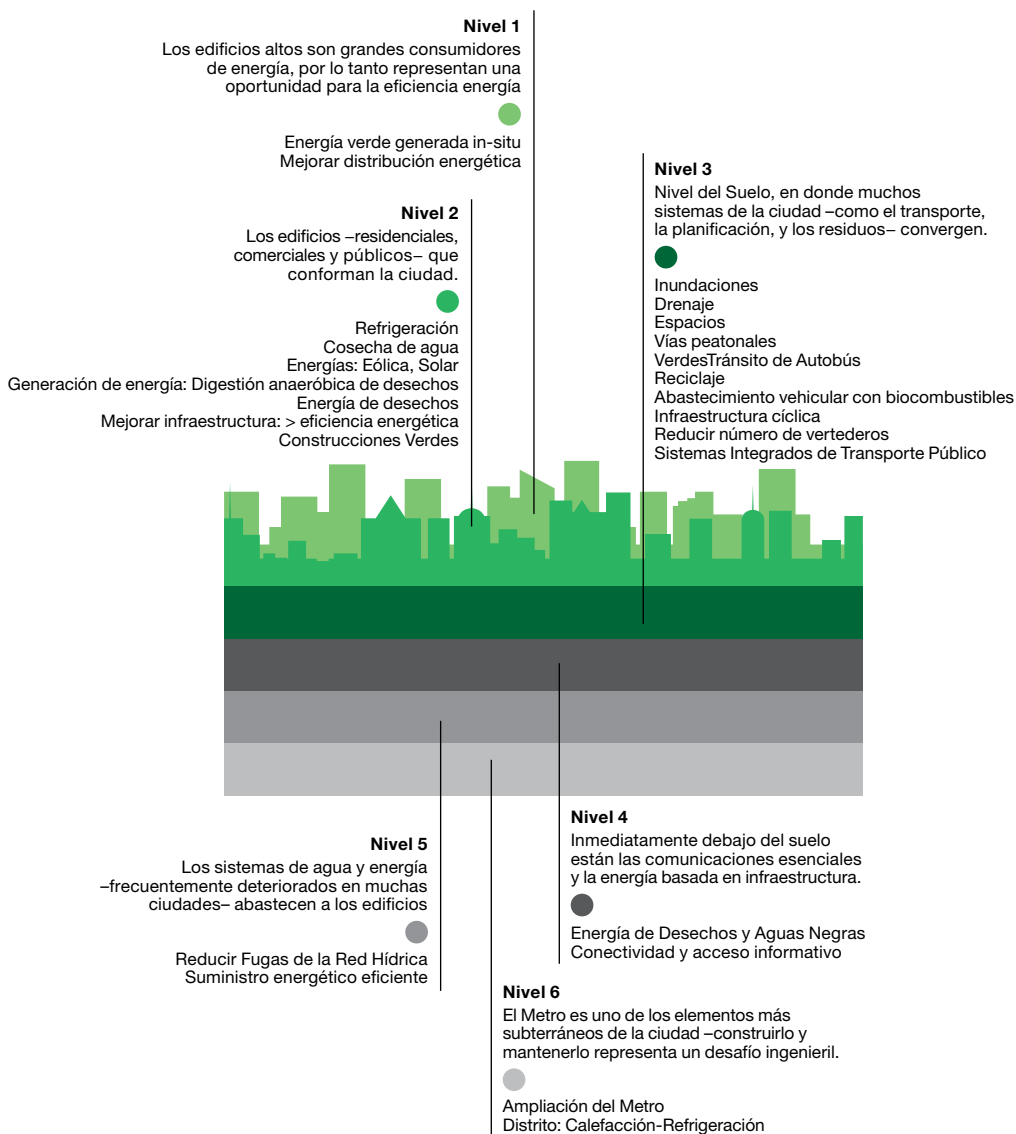 Nivel 1
Los edificios altos son grandes consumidores
de energía, por lo tanto representan una
oportunidad para la eficiencia energía
Energía verde generada in-situ
Mejorar distribución energética
Nivel 2
Los edificios –residenciales,
comerciales y públicos– que
conforman la ciudad.
Refrigeración
Cosecha de agua
Energías: Eólica, Solar
Generación de energía: Digestión anaeróbica de desechos
Energía de desechos
Mejorar infraestructura: > eficiencia energética
Construcciones Verdes
Nivel 3
Nivel del Suelo, en donde muchos
sistemas de la ciudad –como el transporte,
la planificación, y los residuos– convergen.
Inundaciones
Drenaje
Espacios
Vías peatonales
VerdesTránsito de Autobús
Reciclaje
Abastecimiento vehicular con biocombustibles
Infraestructura cíclica
Reducir número de vertederos
Sistemas Integrados de Transporte Público
Nivel 4
Inmediatamente debajo del suelo
están las comunicaciones esenciales
y la energía basada en infraestructura.
Energía de Desechos y Aguas Negras
Conectividad y acceso informativo
Nivel 5
Los sistemas de agua y energía
–frecuentemente deteriorados en muchas
ciudades– abastecen a los edificios
Reducir Fugas de la Red Hídrica
Suministro energético eficiente
Nivel 6
El Metro es uno de los elementos más
subterráneos de la ciudad –construirlo y
mantenerlo representa un desafío ingenieril.
Ampliación del Metro
Distrito: Calefacción-Refrigeración